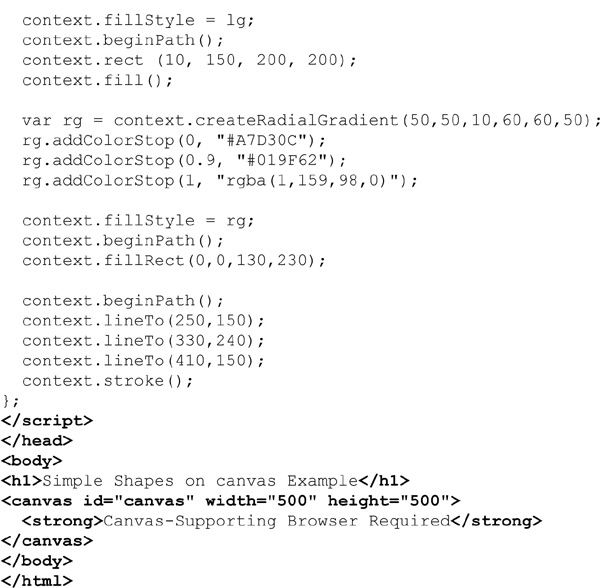 context.fillStyle = lg;
context.beginPath();
context.rect (10, 150, 200, 200);
context.fill();
var rg = context.createRadialGradient(50,50,10,60,60,50);
rg.addColorStop(0, "#A7D30C");
rg.addColorStop(0.9, "#019F62");
rg.addColorStop(1, "rgba(1,159,98,0)");
context.fillStyle = rg;
context.beginPath();
context.fillRect(0,0,130,230);
context.beginPath();
context.lineTo(250,150);
context.lineTo(330,240);
context.lineTo(410,150);
context.stroke();
};
</script>
</head>
<body>
<h1>Simple Shapes on canvas Example</h1>
<canvas id="canvas" width="500" height="500">
<strong>Canvas-Supporting Browser Required</strong>
</canvas>
</body>
</html>